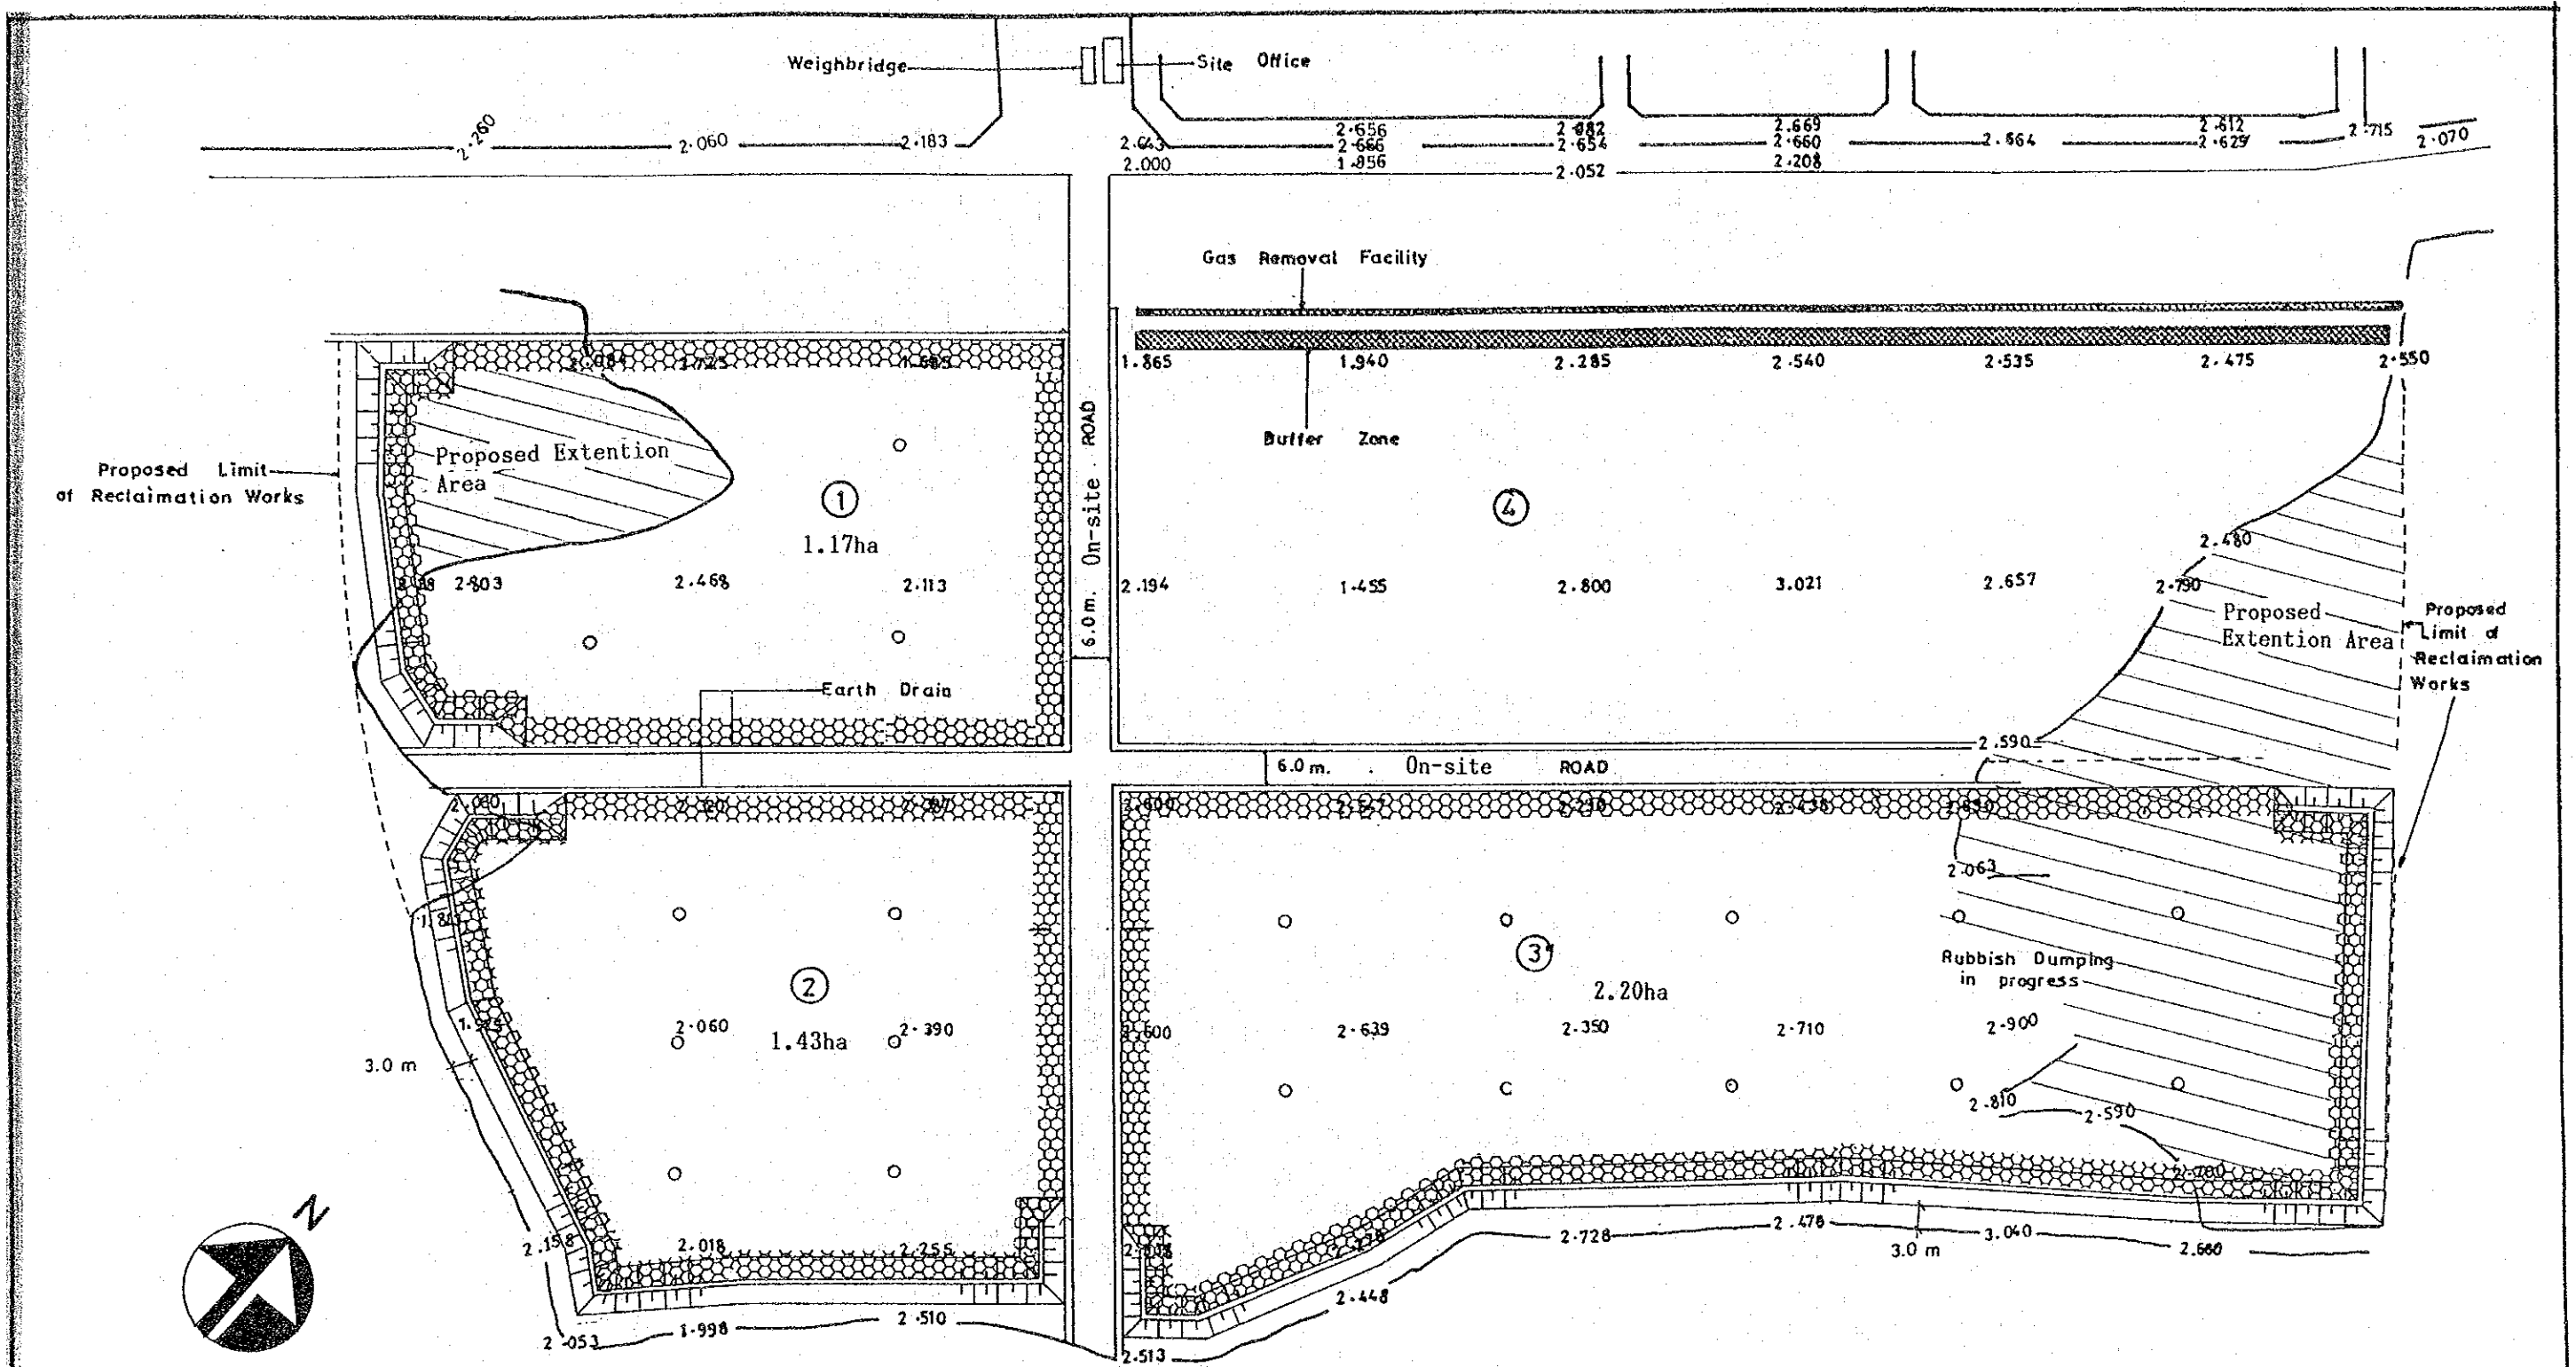 Weighbridge
Site Office
2.260
2.060
2.183
2.643
2.000
2.656
2.666
1.956
2.654
2.052
2.669
2.660
2.208
2.664
2.612
2.629
2.715
2.070
Gas Removal Facility
Buffer Zone
1.865
1.940
2.285
2.540
2.535
2.475
2.550
Proposed Limit
of Reclaimation Works
Proposed Extention
Area
1
1.17ha
2.803
2.468
2.113
6.0m. On-site ROAD
4
2.194
1.455
2.800
3.021
2.657
2.480
2.790
Proposed
Extention Area
Proposed
Limit of
Reclaimation
Works
Earth Drain
2.590
6.0m. On-site ROAD
2.063
2
1.43ha
2.060
2.390
3.0 m
3
2.20ha
Rubbish Dumping
in progress
2.600
2.639
2.350
2.710
2.900
2.810
2.590
2.158
2.018
2.255
2.053
1.998
2.510
2.513
2.448
2.728
2.478
3.0 m
3.040
2.660
N